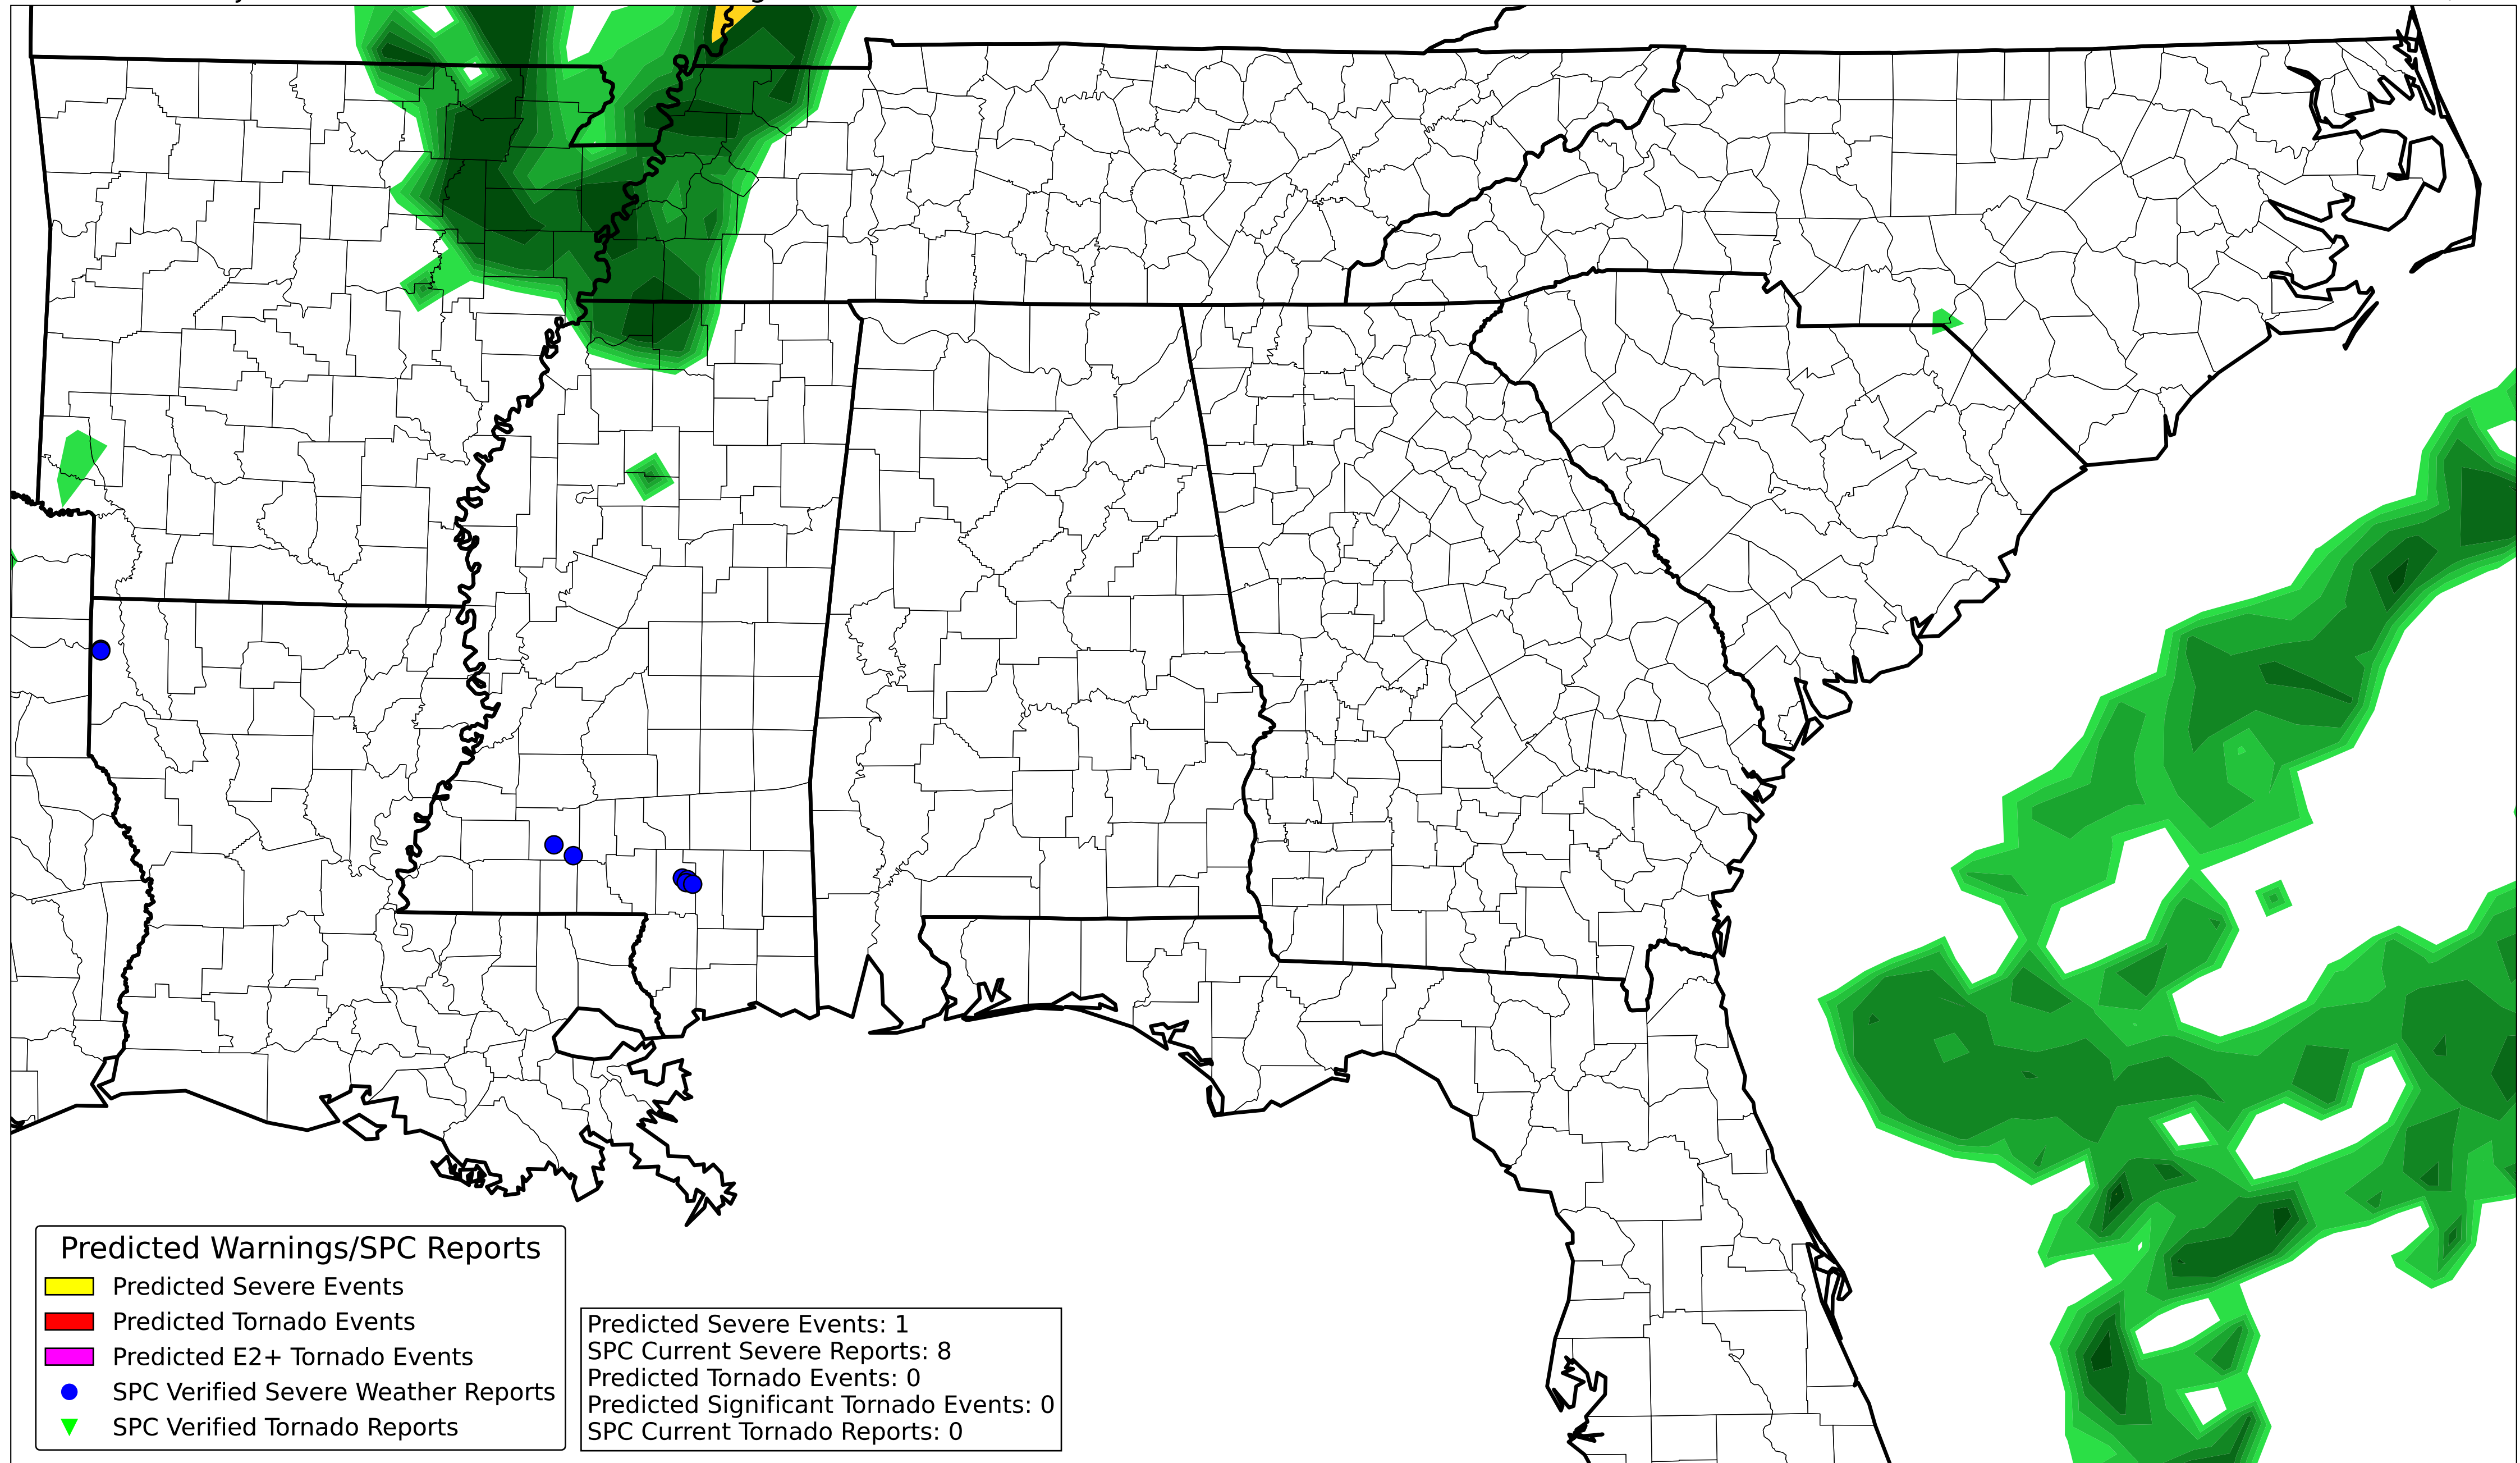 Predicted Warnings/SPC Reports
Predicted Severe Events
Predicted Tornado Events
Predicted E2+ Tornado Events
SPC Verified Severe Weather Reports
SPC Verified Tornado Reports
Predicted Severe Events: 1
SPC Current Severe Reports: 8
Predicted Tornado Events: 0
Predicted Significant Tornado Events: 0
SPC Current Tornado Reports: 0